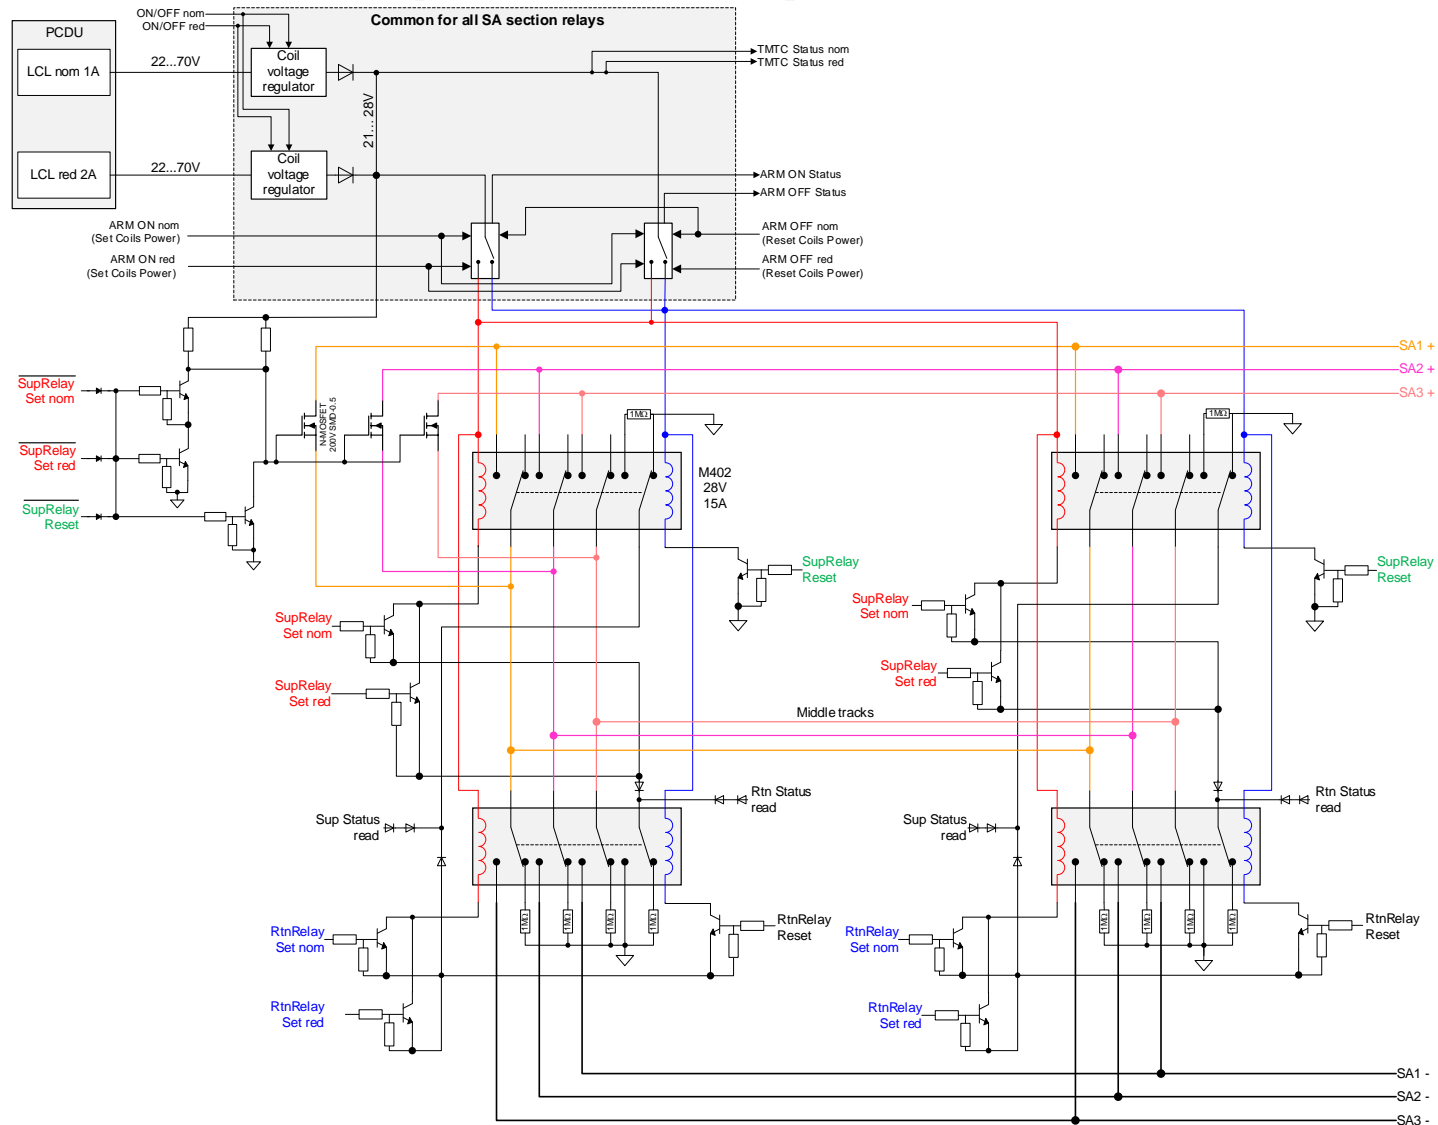 ON/OFF nom
ON/OFF red
Common for all SA section relays
PCDU
LCL nom 1A
22...70V
Coil
voltage
regulator
TMTC Status nom
TMTC Status red
21... 28V
LCL red 2A
22...70V
Coil
voltage
regulator
ARM ON Status
ARM OFF Status
ARM ON nom
(Set Coils Power)
ARM OFF nom
(Reset Coils Power)
ARM ON red
(Set Coils Power)
ARM OFF red
(Reset Coils Power)
SA1 +
SA2 +
SA3 +
SupRelay
Set nom
SupRelay
Set red
SupRelay
Reset
N-MOSFET
200V SMD-0.5
1MΩ
1MΩ
M402
28V
15A
SupRelay
Reset
SupRelay
Reset
SupRelay
Set nom
SupRelay
Set red
SupRelay
Set nom
SupRelay
Set red
Middle tracks
Rtn Status
read
Rtn Status
read
Sup Status
read
Sup Status
read
1MΩ
1MΩ
1MΩ
1MΩ
1MΩ
1MΩ
1MΩ
1MΩ
RtnRelay
Set nom
RtnRelay
Reset
RtnRelay
Set nom
RtnRelay
Reset
RtnRelay
Set red
RtnRelay
Set red
SA1 -
SA2 -
SA3 -